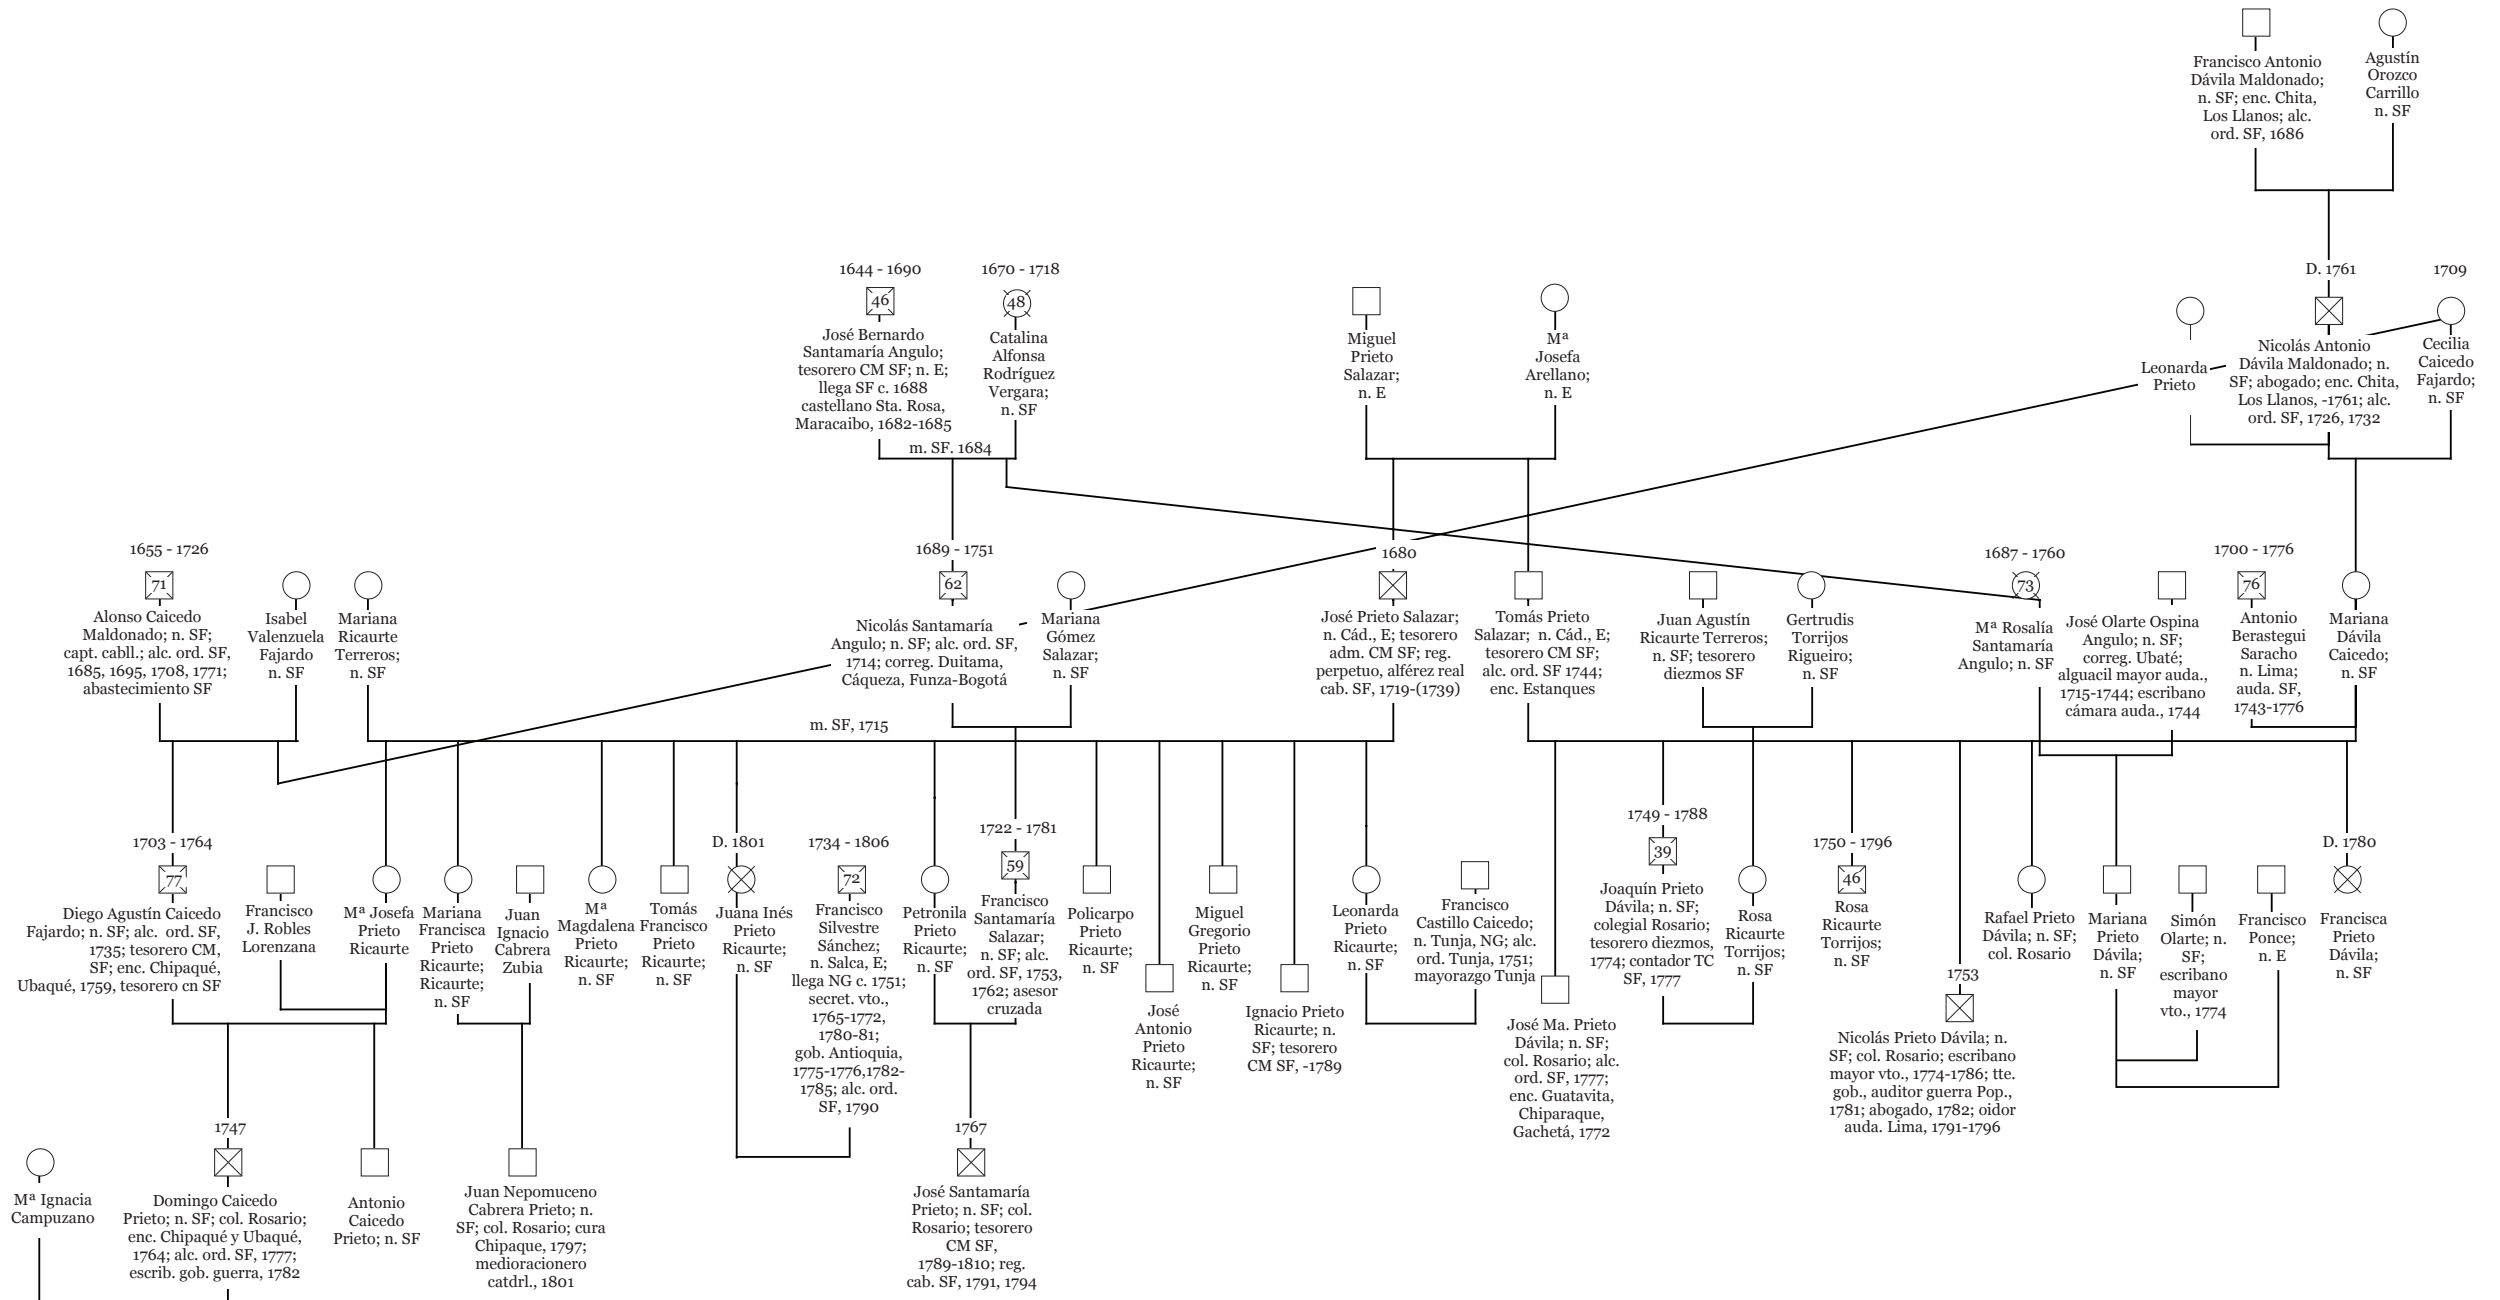 Francisco Antonio
Dávila Maldonado;
n. SF; enc. Chita,
Los Llanos; alc.
ord. SF, 1686
Agustín
Orozco
Carrillo
n. SF
1644 - 1690
46
José Bernardo
Santamaría Angulo;
tesorero CM SF; n. E;
llega SF c. 1688
castellano Sta. Rosa,
Maracaibo, 1682-1685
1670 - 1718
48
Catalina
Alfonsa
Rodríguez
Vergara;
n. SF
m. SF. 1684
Miguel
Prieto
Salazar;
n. E
Mª
Josefa
Arellano;
n. E
Leonarda
Prieto
D. 1761
Nicolás Antonio
Dávila Maldonado; n.
SF; abogado; enc. Chita,
Los Llanos, -1761; alc.
ord. SF, 1726, 1732
1709
Cecilia
Caicedo
Fajardo;
n. SF
1655 - 1726
71
Alonso Caicedo
Maldonado; n. SF;
capt. cabll.; alc. ord. SF,
1685, 1695, 1708, 1771;
abastecimiento SF
Isabel
Valenzuela
Fajardo
n. SF
Mariana
Ricaurte
Terreros;
n. SF
1689 - 1751
62
Nicolás Santamaría
Angulo; n. SF; alc. ord. SF,
1714; correg. Duitama,
Cáqueza, Funza-Bogotá
Mariana
Gómez
Salazar;
n. SF
1680
José Prieto Salazar;
n. Cád., E; tesorero
adm. CM SF; reg.
perpetuo, alférez real
cab. SF, 1719-(1739)
Tomás Prieto
Salazar; n. Cád., E;
tesorero CM SF;
alc. ord. SF 1744;
enc. Estanques
Juan Agustín
Ricaurte Terreros;
n. SF; tesorero
diezmos SF
Gertrudis
Torrijos
Rigueiro;
n. SF
1687 - 1760
73
Mª Rosalía
Santamaría
Angulo; n. SF
José Olarte Ospina
Angulo; n. SF;
correg. Ubaté;
alguacil mayor auda.,
1715-1744; escribano
cámara auda., 1744
1700 - 1776
76
Antonio
Berastegui
Saracho
n. Lima;
auda. SF,
1743-1776
Mariana
Dávila
Caicedo;
n. SF
m. SF, 1715
1703 - 1764
77
Diego Agustín Caicedo
Fajardo; n. SF; alc. ord. SF,
1735; tesorero CM,
SF; enc. Chipaqué,
Ubaqué, 1759, tesorero cn SF
Francisco
J. Robles
Lorenzana
Mª Josefa
Prieto
Ricaurte
Mariana
Francisca
Prieto
Ricaurte;
Ricaurte;
n. SF
Juan
Ignacio
Cabrera
Zubia
Mª
Magdalena
Prieto
Ricaurte;
n. SF
Tomás
Francisco
Prieto
Ricaurte;
n. SF
D. 1801
Juana Inés
Prieto
Ricaurte;
n. SF
1734 - 1806
72
Francisco
Silvestre
Sánchez;
n. Salca, E;
llega NG c. 1751;
secret. vto.,
1765-1772,
1780-81;
gob. Antioquia,
1775-1776,1782-
1785; alc. ord.
SF, 1790
Petronila
Prieto
Ricaurte;
n. SF
1722 - 1781
59
Francisco
Santamaría
Salazar;
n. SF; alc.
ord. SF, 1753,
1762; asesor
cruzada
Policarpo
Prieto
Ricaurte;
n. SF
José
Antonio
Prieto
Ricaurte;
n. SF
Miguel
Gregorio
Prieto
Ricaurte;
n. SF
Ignacio Prieto
Ricaurte; n.
SF; tesorero
CM SF, -1789
Leonarda
Prieto
Ricaurte;
n. SF
Francisco
Castillo Caicedo;
n. Tunja, NG; alc.
ord. Tunja, 1751;
mayorazgo Tunja
José Ma. Prieto
Dávila; n. SF;
col. Rosario; alc.
ord. SF, 1777;
enc. Guatavita,
Chiparaque,
Gachetá, 1772
1749 - 1788
39
Joaquín Prieto
Dávila; n. SF;
colegial Rosario;
tesorero diezmos,
1774; contador TC
SF, 1777
Rosa
Ricaurte
Torrijos;
n. SF
1750 - 1796
46
Rosa
Ricaurte
Torrijos;
n. SF
1753
Nicolás Prieto Dávila; n.
SF; col. Rosario; escribano
mayor vto., 1774-1786; tte.
gob., auditor guerra Pop.,
1781; abogado, 1782; oidor
auda. Lima, 1791-1796
Rafael Prieto
Dávila; n. SF;
col. Rosario
Mariana
Prieto
Dávila;
n. SF
Simón
Olarte; n.
SF;
escribano
mayor
vto., 1774
Francisco
Ponce;
n. E
D. 1780
Francisca
Prieto
Dávila;
n. SF
Mª Ignacia
Campuzano
1747
Domingo Caicedo
Prieto; n. SF; col. Rosario;
enc. Chipaqué y Ubaqué,
1764; alc. ord. SF, 1777;
escrib. gob. guerra, 1782
Antonio
Caicedo
Prieto; n. SF
Juan Nepomuceno
Cabrera Prieto; n.
SF; col. Rosario; cura
Chipaque, 1797;
medioracionero
catdrl., 1801
1767
José Santamaría
Prieto; n. SF; col.
Rosario; tesorero
CM SF,
1789-1810; reg.
cab. SF, 1791, 1794